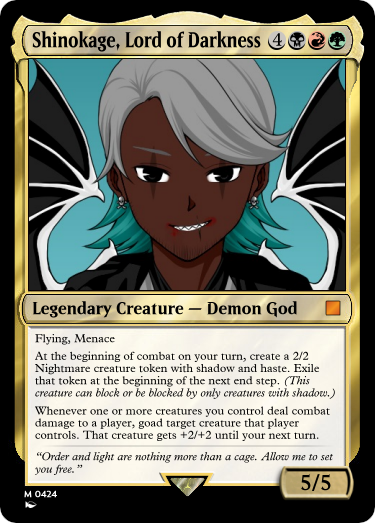 Shinokage, Lord of Darkness 4
Legendary Creature — Demon God
Flying, Menace
At the beginning of combat on your turn, create a 2/2
Nightmare creature token with shadow and haste. Exile
that token at the beginning of the next end step. (This
creature can block or be blocked by only creatures with shadow.)
Whenever one or more creatures you control deal combat
damage to a player, goad target creature that player
controls. That creature gets +2/+2 until your next turn.
“Order and light are nothing more than a cage. Allow me to set
you free.”
5/5
M 0424